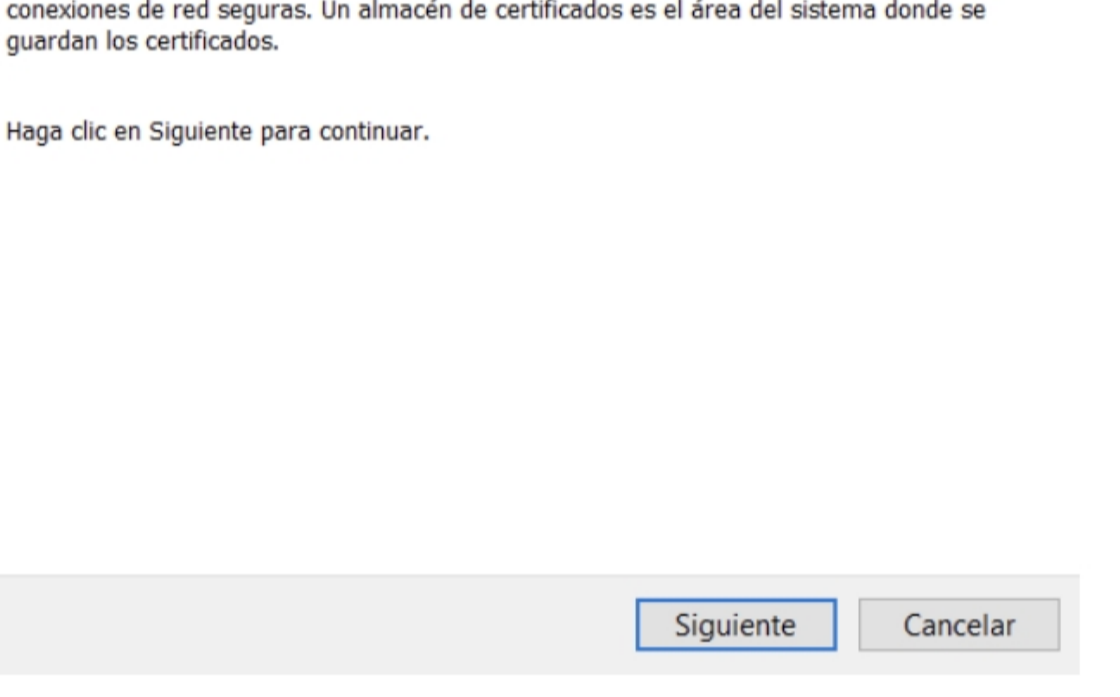 conexiones de red seguras. Un almacén de certificados es el área del sistema donde se
guardan los certificados.
Haga clic en Siguiente para continuar.
Siguiente
Cancelar